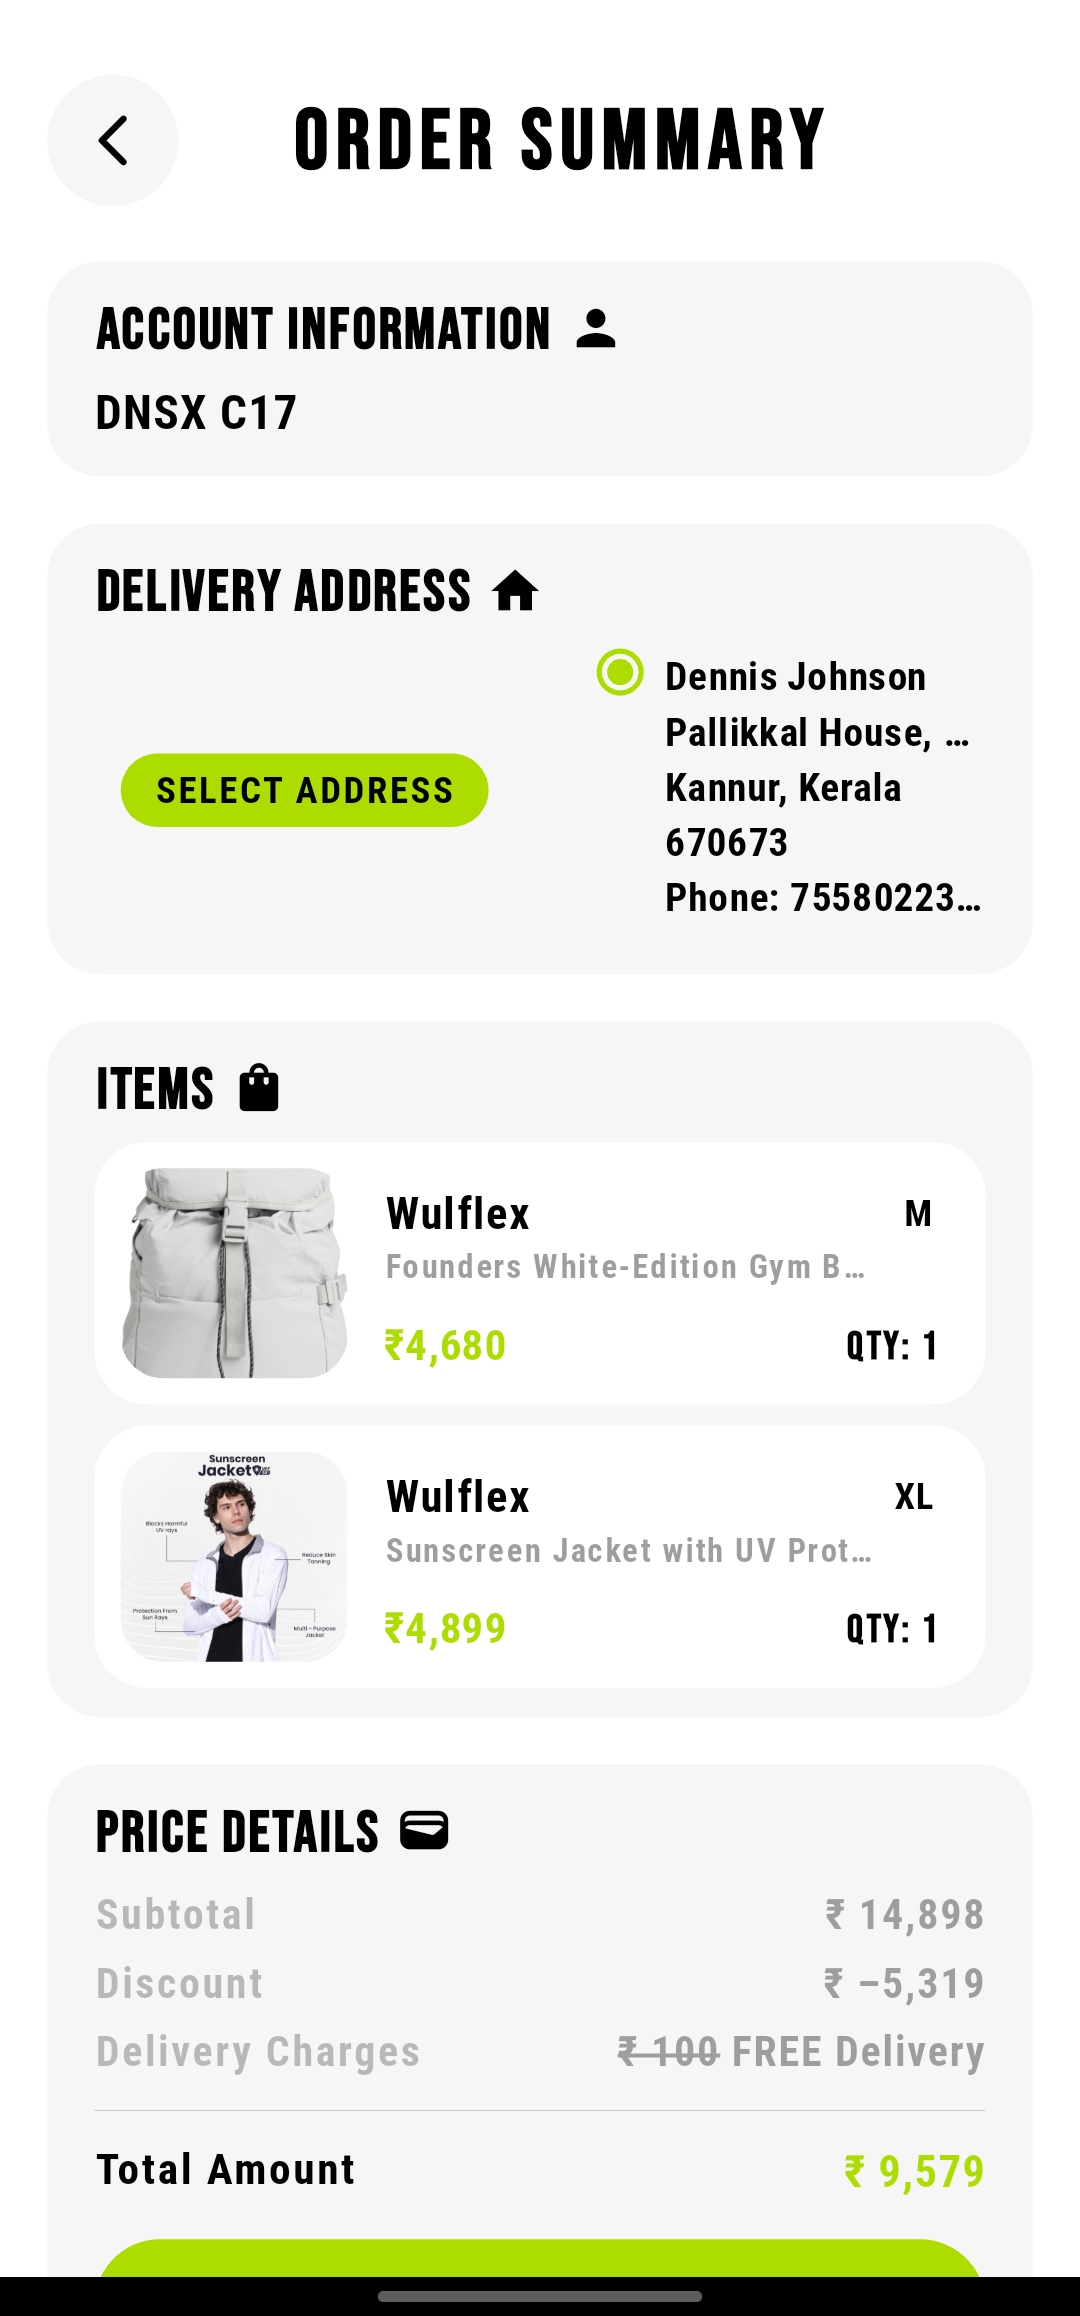 ORDER SUMMARY
ACCOUNT INFORMATION
DNSX C17
DELIVERY ADDRESS
SELECT ADDRESS
Dennis Johnson
Pallikkal House, ...
Kannur, Kerala
670673
Phone: 75580223...
ITEMS
Wulflex
M
Founders White-Edition Gym B...
₹4,680
QTY: 1
Sunscreen
Jacket
Blocks Harmful
UV rays
Reduce Skin
Tanning
Protection From
Sun Rays
Multi - Purpose
Jacket
Wulflex
XL
Sunscreen Jacket with UV Prot...
₹4,899
QTY: 1
PRICE DETAILS
Subtotal
₹ 14,898
Discount
₹ –5,319
Delivery Charges
₹ 100 FREE Delivery
Total Amount
₹ 9,579